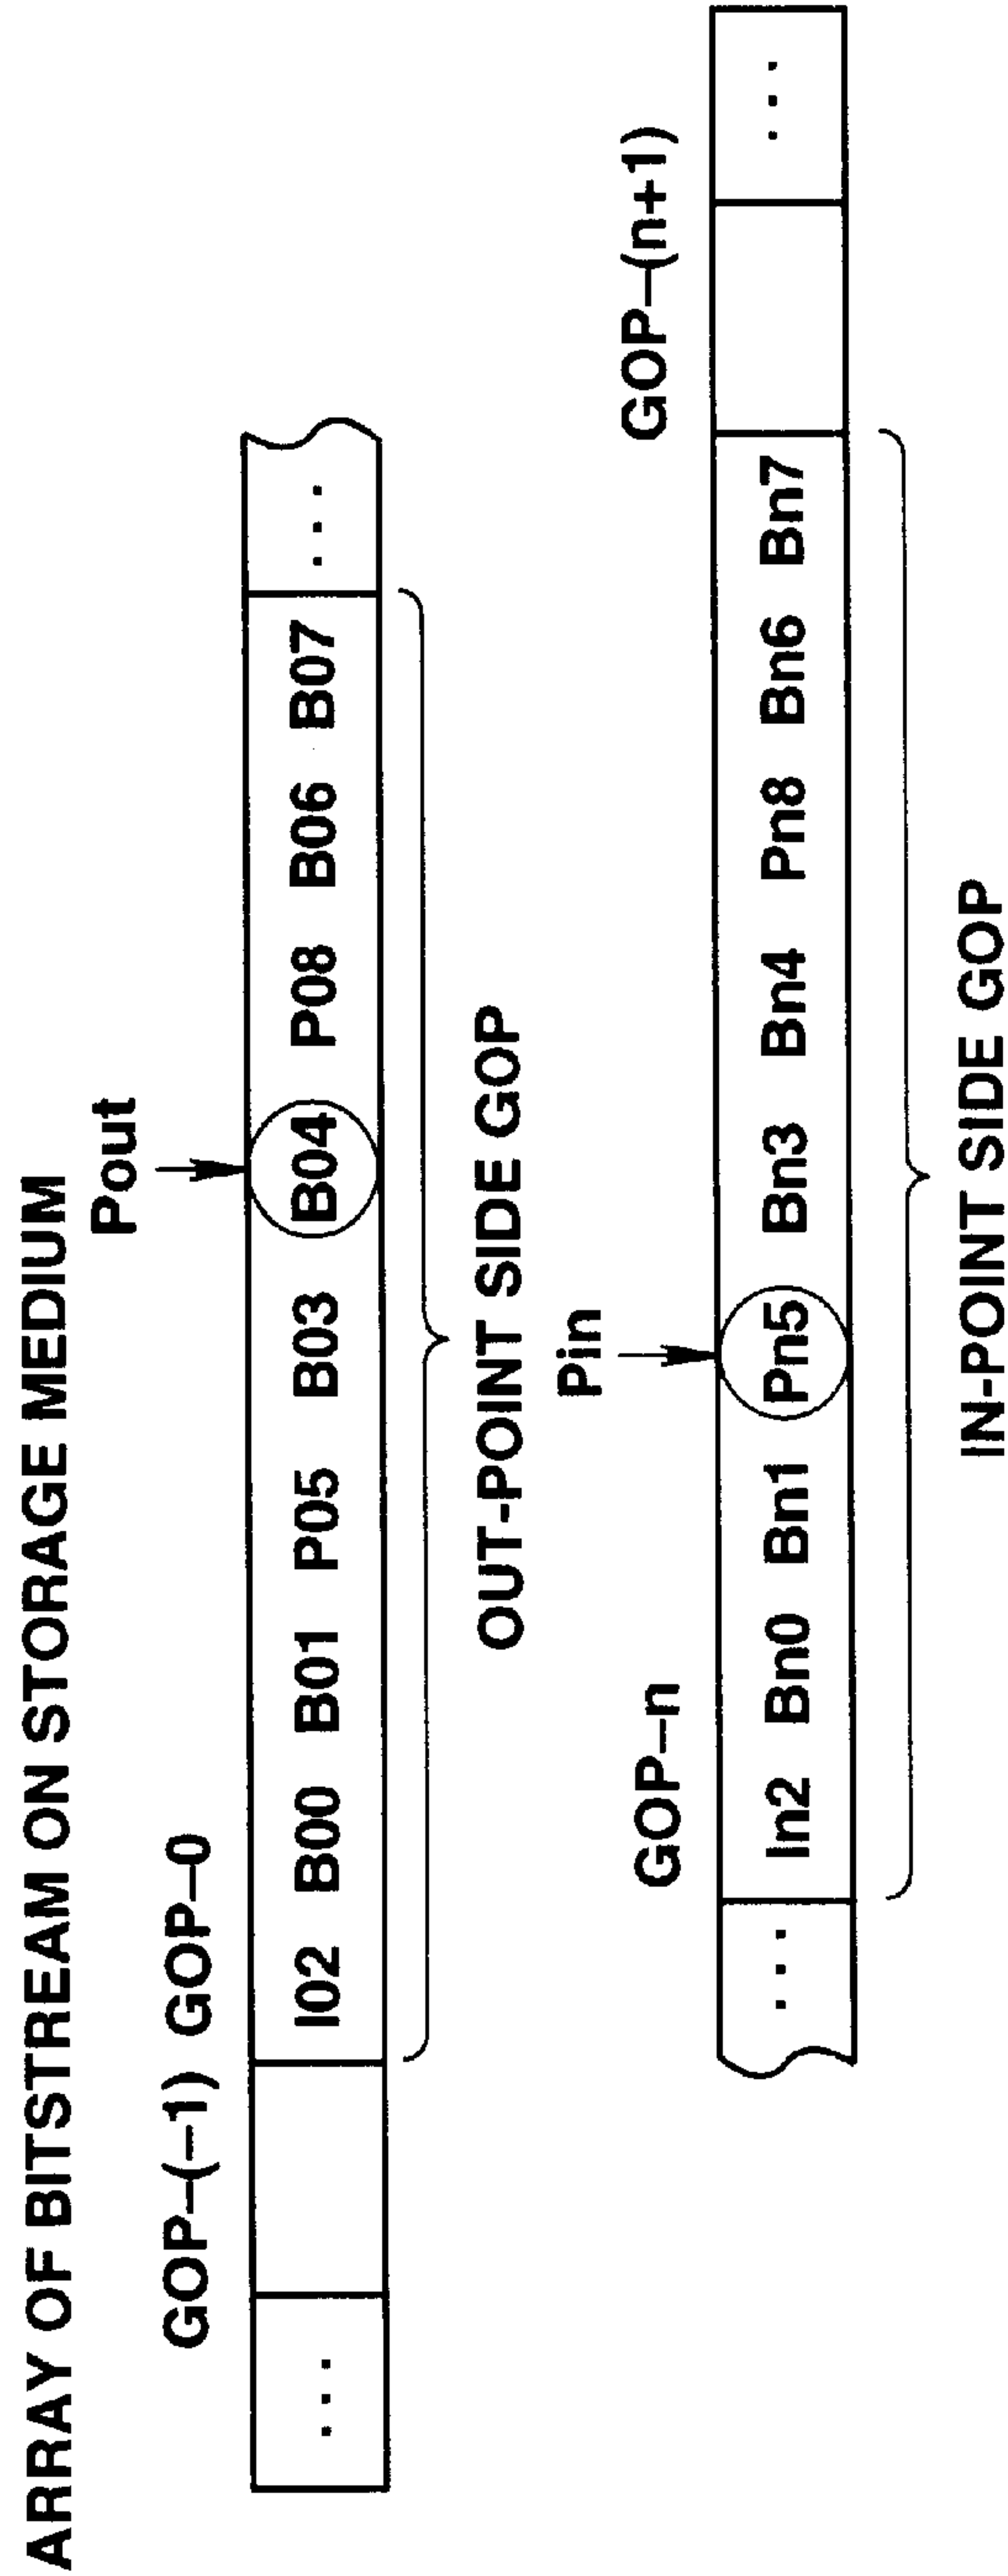 ARRAY OF BITSTREAM ON STORAGE MEDIUM
Pout
GOP–(–1) GOP–0
... I02 B00 B01 P05 B03 B04 P08 B06 B07 ...
OUT-POINT SIDE GOP
Pin
GOP–n GOP–(n+1)
... In2 Bn0 Bn1 Pn5 Bn3 Bn4 Pn8 Bn6 Bn7 ...
IN-POINT SIDE GOP